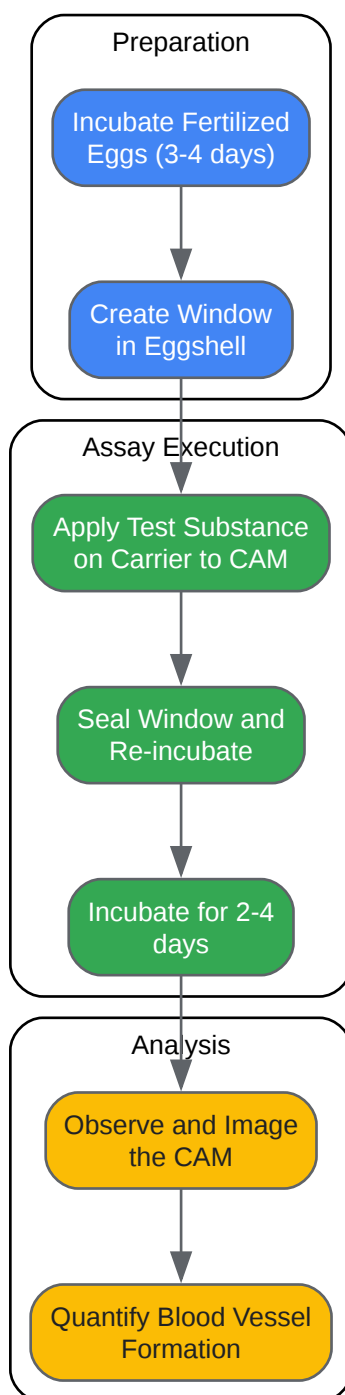 Preparation
Incubate Fertilized
Eggs (3-4 days)
Create Window
in Eggshell
Assay Execution
Apply Test Substance
on Carrier to CAM
Seal Window and
Re-incubate
Incubate for 2-4
days
Analysis
Observe and Image
the CAM
Quantify Blood Vessel
Formation